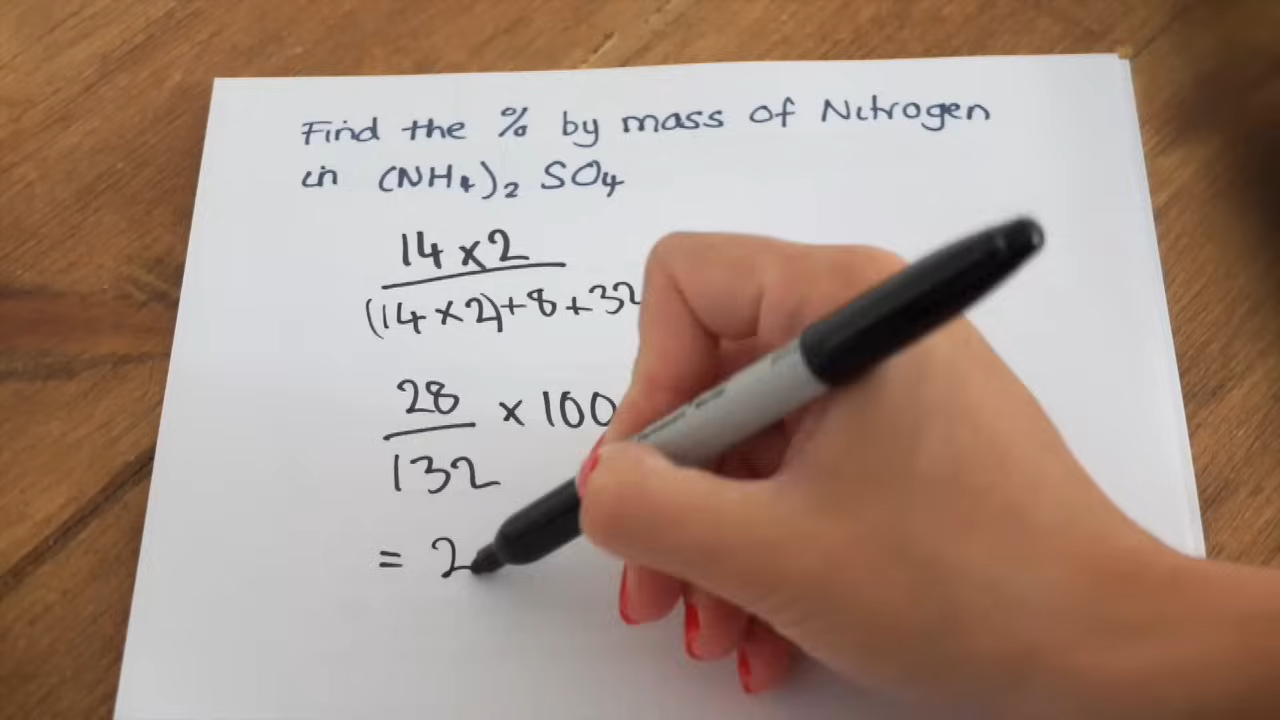 Find the % by mass of Nitrogen
in (NH₄)₂ SO₄
14 x 2
(14 x 2)+8+32
28 x 100
132
= 2